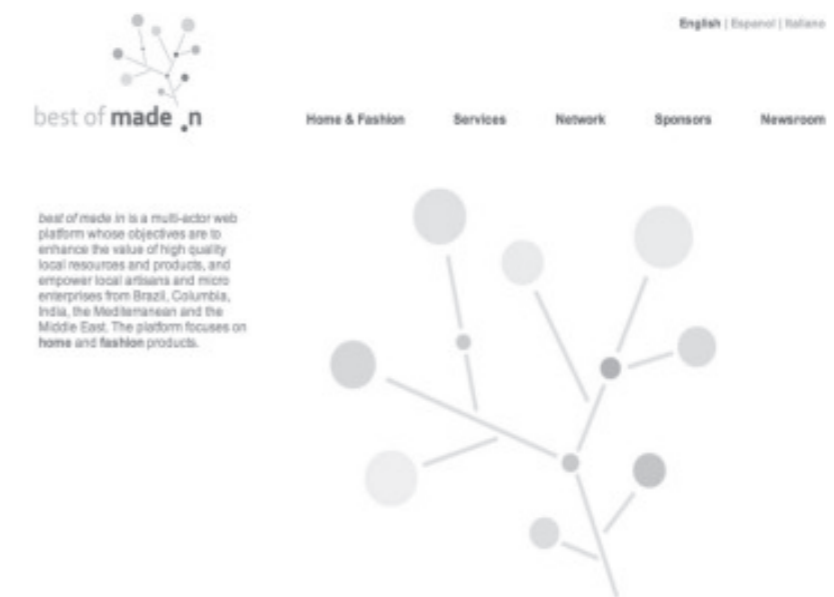 English | Espanol | Italiano
best of made .n
Home & Fashion Services Network Sponsors Newsroom
best of made in is a multi-actor web
platform whose objectives are to
enhance the value of high quality
local resources and products, and
empower local artisans and micro
enterprises from Brazil, Columbia,
India, the Mediterranean and the
Middle East. The platform focuses on
home and fashion products.